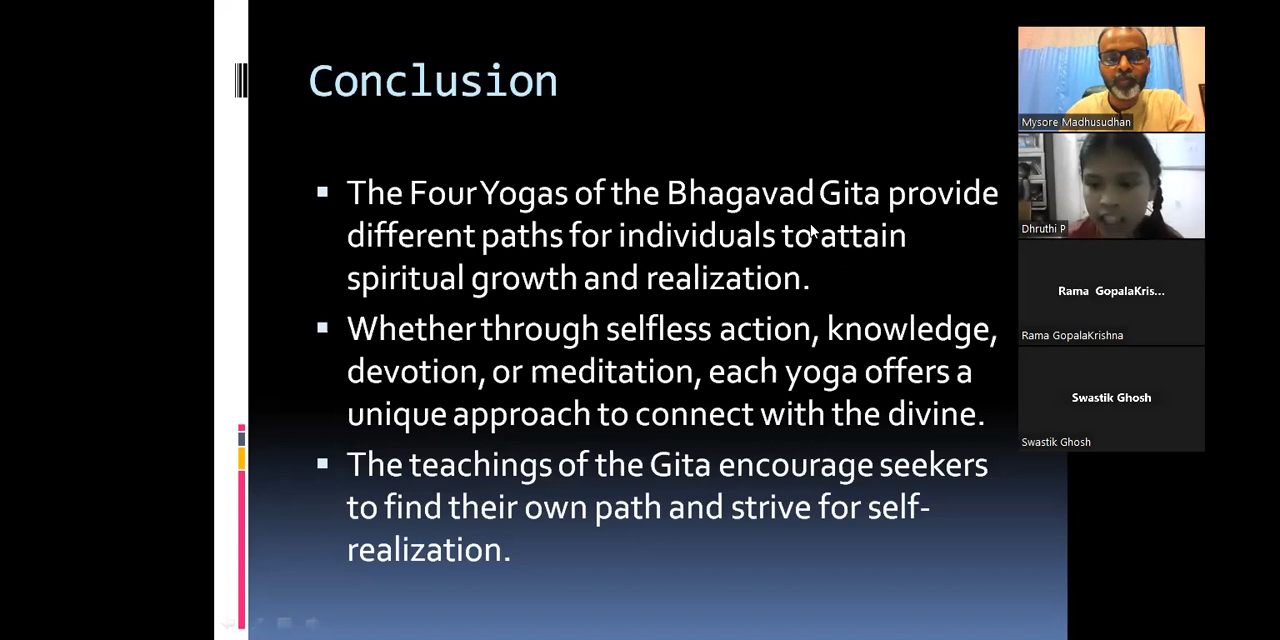 Conclusion
The Four Yogas of the Bhagavad Gita provide
different paths for individuals to attain
spiritual growth and realization.
Whether through selfless action, knowledge,
devotion, or meditation, each yoga offers a
unique approach to connect with the divine.
The teachings of the Gita encourage seekers
to find their own path and strive for self-
realization.
Mysore Madhusudhan
Dhruthi P
Rama GopalaKris...
Rama GopalaKrishna
Swastik Ghosh
Swastik Ghosh